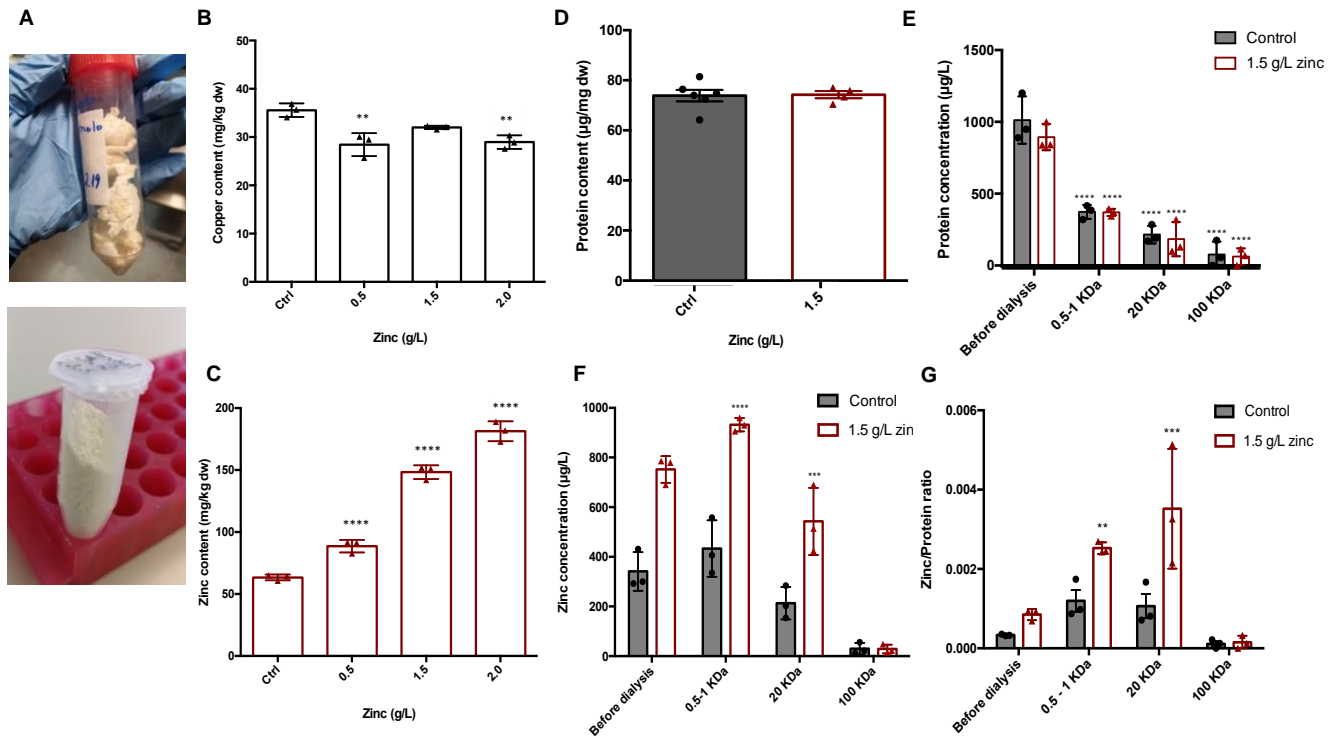 A
B
Copper content (mg/kg dw)
50
40
30
20
10
0
**
**
Ctrl
0.5
1.5
2.0
Zinc (g/L)
C
Zinc content (mg/kg dw)
200
150
100
50
0
****
****
****
Ctrl
0.5
1.5
2.0
Zinc (g/L)
D
Protein content (µg/mg dw)
100
80
60
40
20
0
Ctrl
1.5
Zinc (g/L)
E
Control
1.5 g/L zinc
Protein concentration (µg/L)
1500
1000
500
0
**** ****
**** ****
**** ****
Before dialysis
0.5-1 KDa
20 KDa
100 KDa
F
Control
1.5 g/L zin
Zinc concentration (µg/L)
1000
800
600
400
200
0
****
***
Before dialysis
0.5-1 KDa
20 KDa
100 KDa
G
Control
1.5 g/L zinc
Zinc/Protein ratio
0.006
0.004
0.002
0.000
**
***
Before dialysis
0.5 - 1 KDa
20 KDa
100 KDa